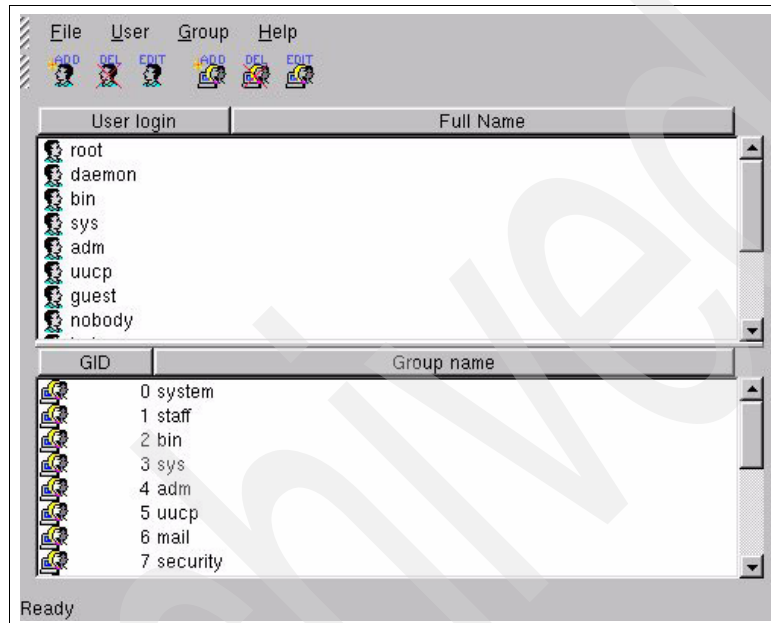 File User Group Help
ADD DEL EDIT ADD DEL EDIT
User login Full Name
root
daemon
bin
sys
adm
uucp
guest
nobody
GID Group name
0 system
1 staff
2 bin
3 sys
4 adm
5 uucp
6 mail
7 security
Ready